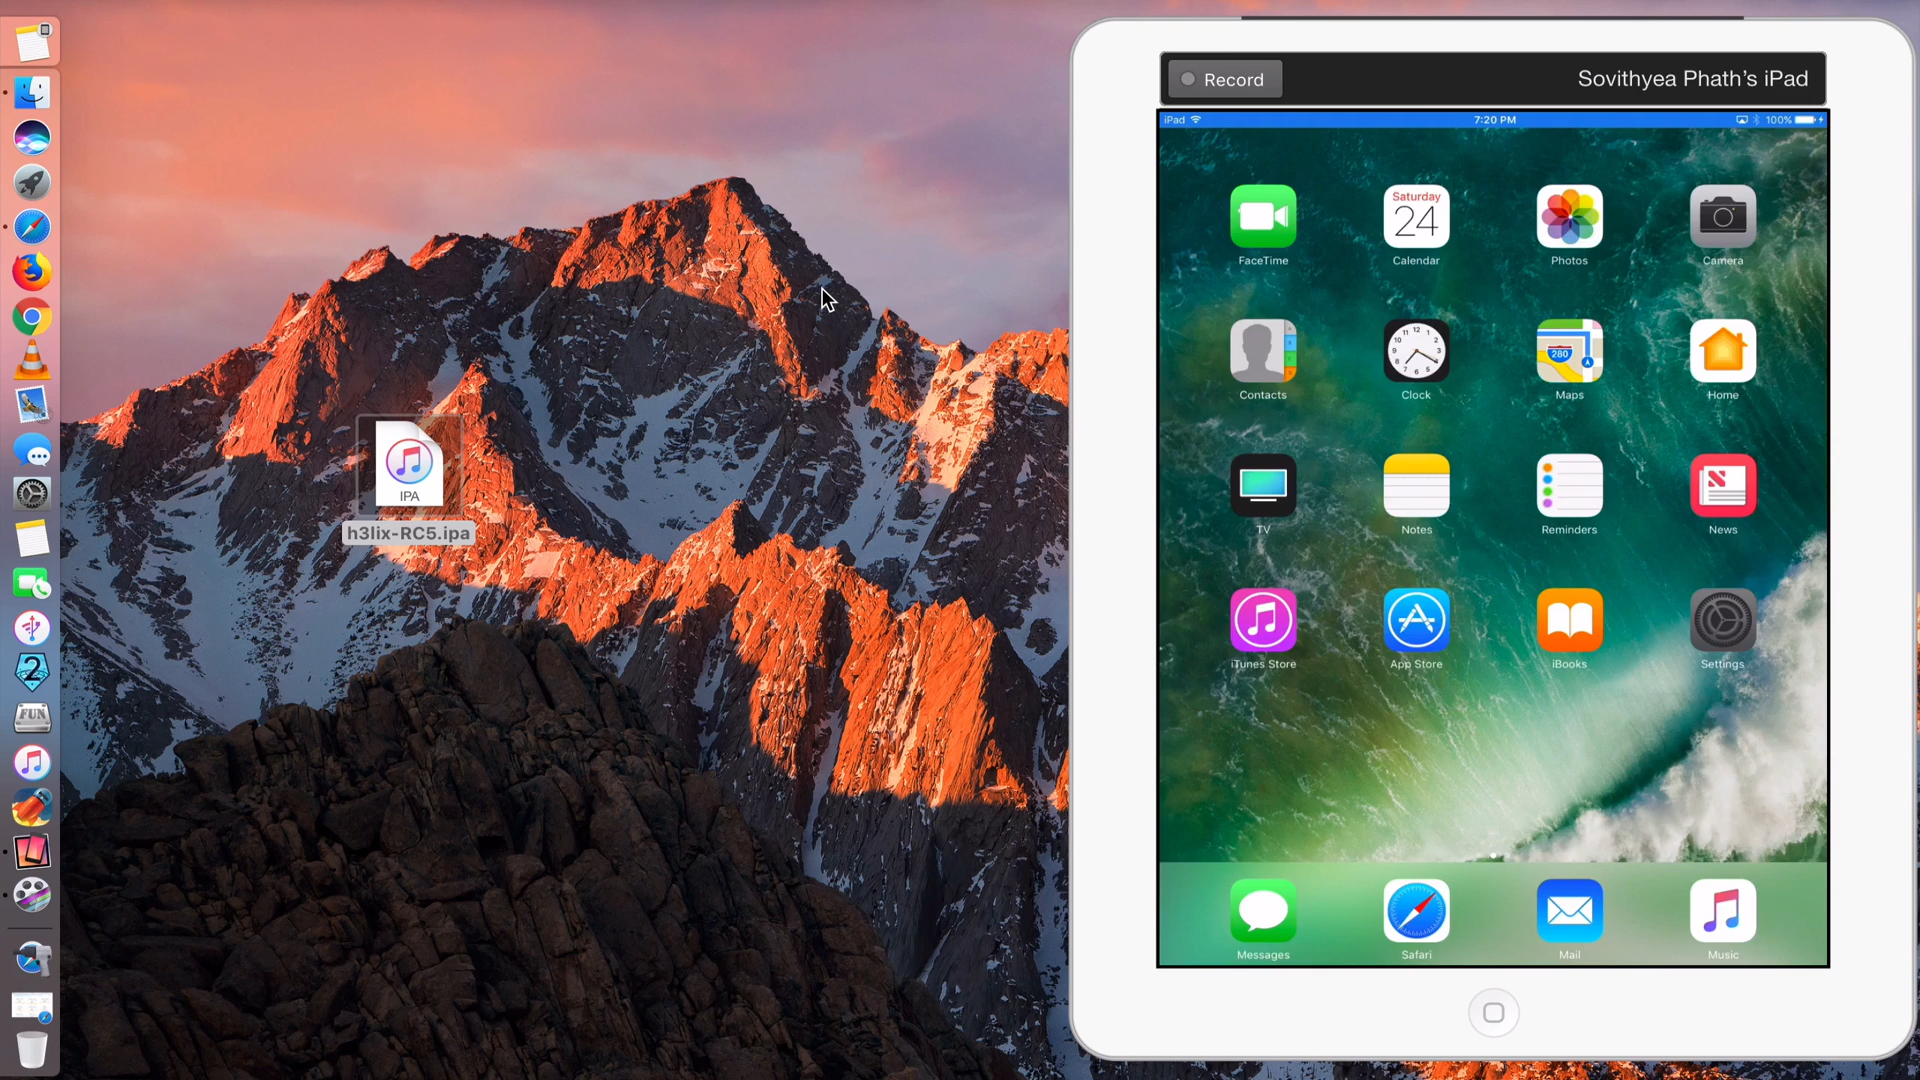 Record
Sovithyea Phath's iPad
iPad
7:20 PM
100%
FaceTime
Saturday
24
Calendar
Photos
Camera
Contacts
Clock
280
Maps
Home
TV
Notes
Reminders
News
iTunes Store
App Store
iBooks
Settings
Messages
Safari
Mail
Music
IPA
h3lix-RC5.ipa
2
FUN